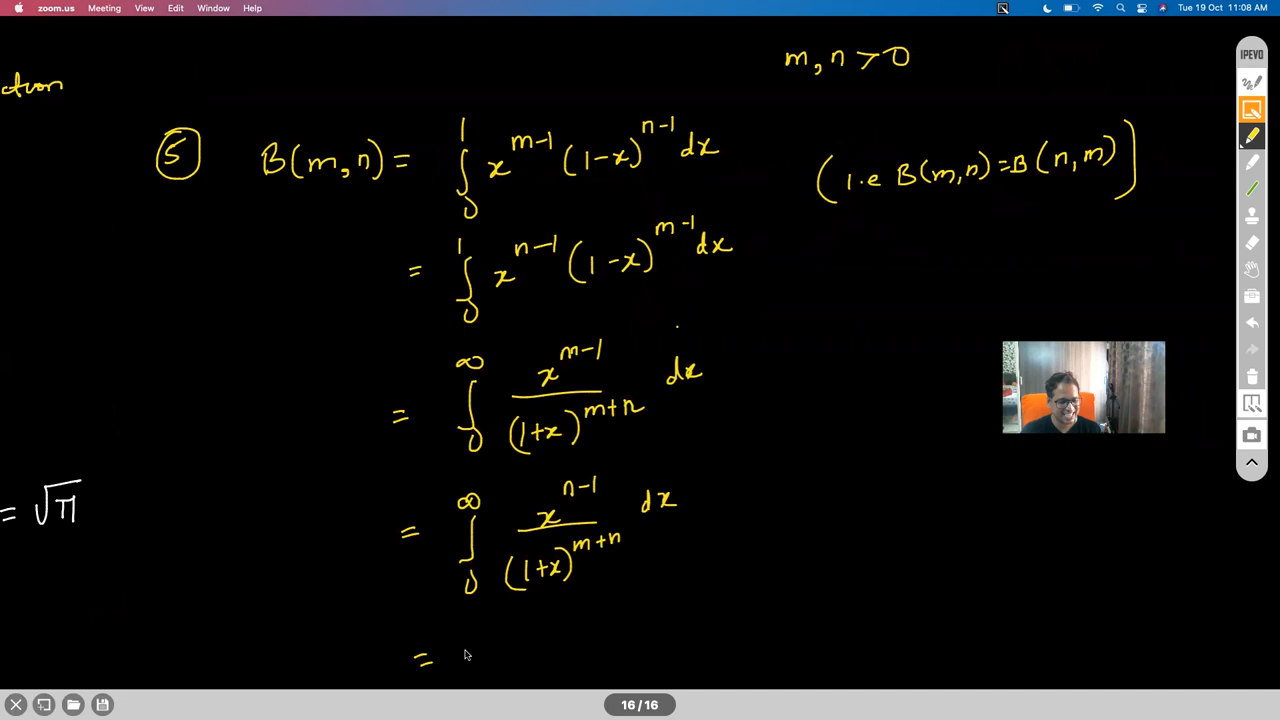 zoom.us Meeting View Edit Window Help Tue 19 Oct 11:08 AM
m, n > 0
IPEVO
ction
5 B(m, n) = ∫₀¹ x^(m-1) (1-x)^(n-1) dx (i.e B(m,n) = B(n,m))
= ∫₀¹ x^(n-1) (1-x)^(m-1) dx
= ∫₀^∞ x^(m-1) / (1+x)^(m+n) dx
= √π
= ∫₀^∞ x^(n-1) / (1+x)^(m+n) dx
=
16 / 16